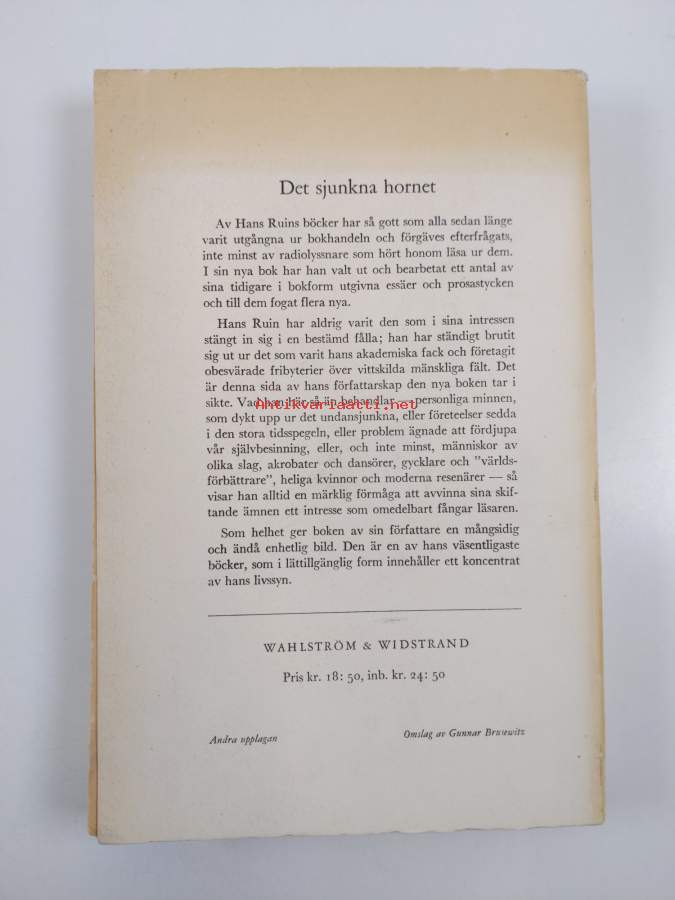 Det sjunkna hornet
Av Hans Ruins böcker har så gott som alla sedan länge
varit utgångna ur bokhandeln och förgäves efterfrågats,
inte minst av radiolyssnare som hört honom läsa ur dem.
I sin nya bok har han valt ut och bearbetat ett antal av
sina tidigare i bokform utgivna essäer och prosastycken
och till dem fogat flera nya.
Hans Ruin har aldrig varit den som i sina intressen
stängt in sig i en bestämd fålla; han har ständigt brutit
sig ut ur det som varit hans akademiska fack och företagit
obesvärade fribyterier över vittskilda mänskliga fält. Det
är denna sida av hans författarskap den nya boken tar i
sikte. Vad han här så än behandlar — personliga minnen,
Antikvariaatti.net
som dykt upp ur det undansjunkna, eller företeelser sedda
i den stora tidsspegeln, eller problem ägnade att fördjupa
vår självbesinning, eller, och inte minst, människor av
olika slag, akrobater och dansörer, gycklare och ”världs-
förbättrare”, heliga kvinnor och moderna resenärer — så
visar han alltid en märklig förmåga att avvinna sina skif-
tande ämnen ett intresse som omedelbart fångar läsaren.
Som helhet ger boken av sin författare en mångsidig
och ändå enhetlig bild. Den är en av hans väsentligaste
böcker, som i lättillgänglig form innehåller ett koncentrat
av hans livssyn.
WAHLSTRÖM & WIDSTRAND
Pris kr. 18: 50, inb. kr. 24: 50
Andra upplagan
Omslag av Gunnar Brusewitz